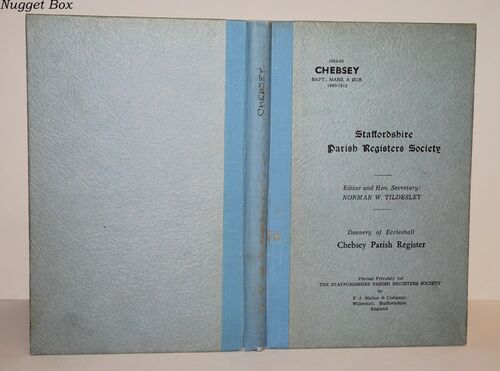 Nugget Box
CHEBSEY
1964-65
CHEBSEY
BAPT., MARR. & BUR.
1660-1812
Staffordshire
Parish Registers Society
Editor and Hon. Secretary:
NORMAN W. TILDESLEY
Deanery of Eccleshall
Chebsey Parish Register
Printed Privately for
THE STAFFORDSHIRE PARISH REGISTERS SOCIETY
by
F. J. & Company,
Willenhall, Staffordshire
England